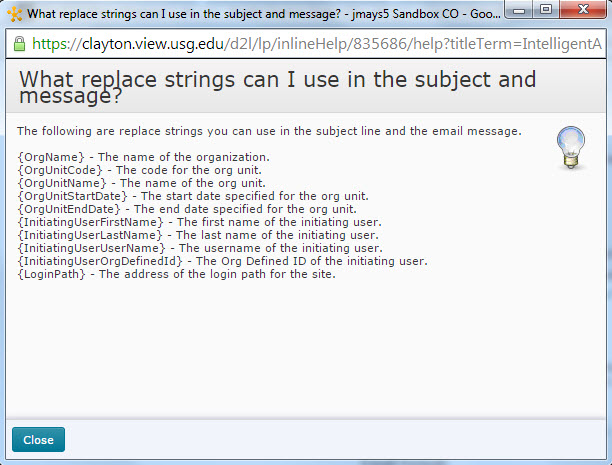 What replace strings can I use in the subject and message? - jmays5 Sandbox CO - Goo...
https://clayton.view.usg.edu/d2l/lp/inlineHelp/835686/help?titleTerm=IntelligentA
What replace strings can I use in the subject and
message?
The following are replace strings you can use in the subject line and the email message.
{OrgName} - The name of the organization.
{OrgUnitCode} - The code for the org unit.
{OrgUnitName} - The name of the org unit.
{OrgUnitStartDate} - The start date specified for the org unit.
{OrgUnitEndDate} - The end date specified for the org unit.
{InitiatingUserFirstName} - The first name of the initiating user.
{InitiatingUserLastName} - The last name of the initiating user.
{InitiatingUserUserName} - The username of the initiating user.
{InitiatingUserOrgDefinedId} - The Org Defined ID of the initiating user.
{LoginPath} - The address of the login path for the site.
Close